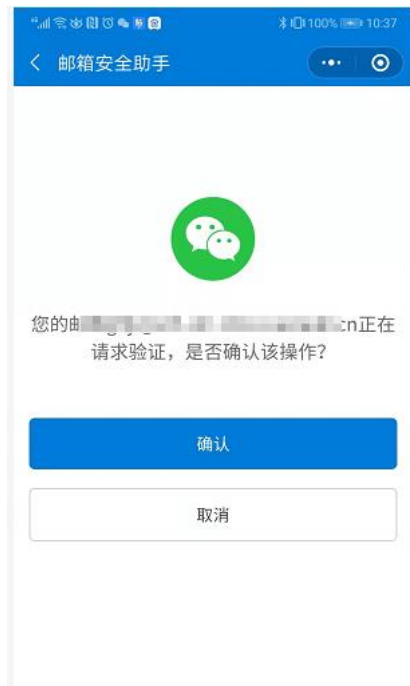 100% 10:37
邮箱安全助手
您的邮 cn正在
请求验证，是否确认该操作？
确认
取消